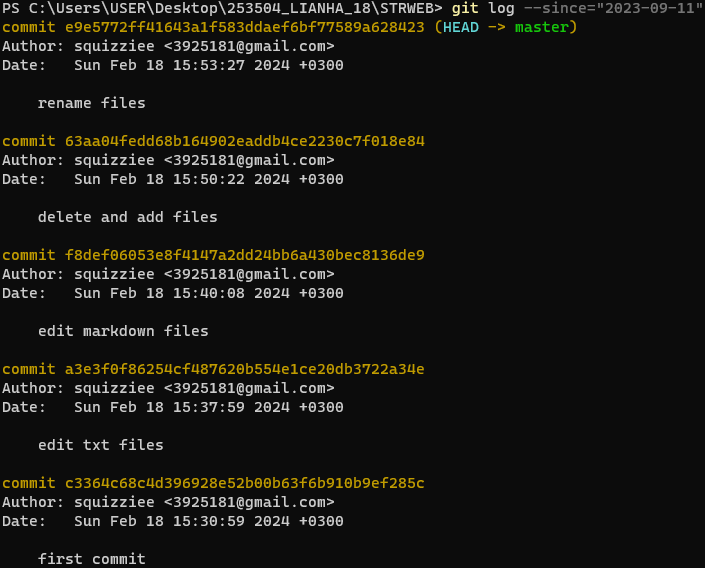 PS C:\Users\USER\Desktop\253504_LIANHA_18\STRWEB> git log --since="2023-09-11"
commit e9e5772ff41643a1f583ddaef6bf77589a628423 (HEAD -> master)
Author: squizziee <3925181@gmail.com>
Date:   Sun Feb 18 15:53:27 2024 +0300
rename files
commit 63aa04fedd68b164902eaddb4ce2230c7f018e84
Author: squizziee <3925181@gmail.com>
Date:   Sun Feb 18 15:50:22 2024 +0300
delete and add files
commit f8def06053e8f4147a2dd24bb6a430bec8136de9
Author: squizziee <3925181@gmail.com>
Date:   Sun Feb 18 15:40:08 2024 +0300
edit markdown files
commit a3e3f0f86254cf487620b554e1ce20db3722a34e
Author: squizziee <3925181@gmail.com>
Date:   Sun Feb 18 15:37:59 2024 +0300
edit txt files
commit c3364c68c4d396928e52b00b63f6b910b9ef285c
Author: squizziee <3925181@gmail.com>
Date:   Sun Feb 18 15:30:59 2024 +0300
first commit